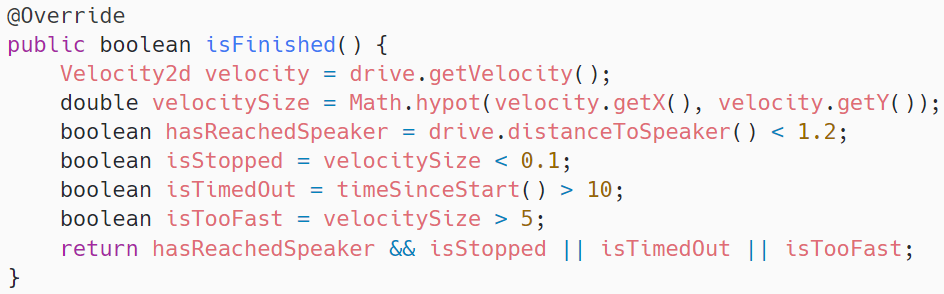 @Override
public boolean isFinished() {
    Velocity2d velocity = drive.getVelocity();
    double velocitySize = Math.hypot(velocity.getX(), velocity.getY());
    boolean hasReachedSpeaker = drive.distanceToSpeaker() < 1.2;
    boolean isStopped = velocitySize < 0.1;
    boolean isTimedOut = timeSinceStart() > 10;
    boolean isTooFast = velocitySize > 5;
    return hasReachedSpeaker && isStopped || isTimedOut || isTooFast;
}